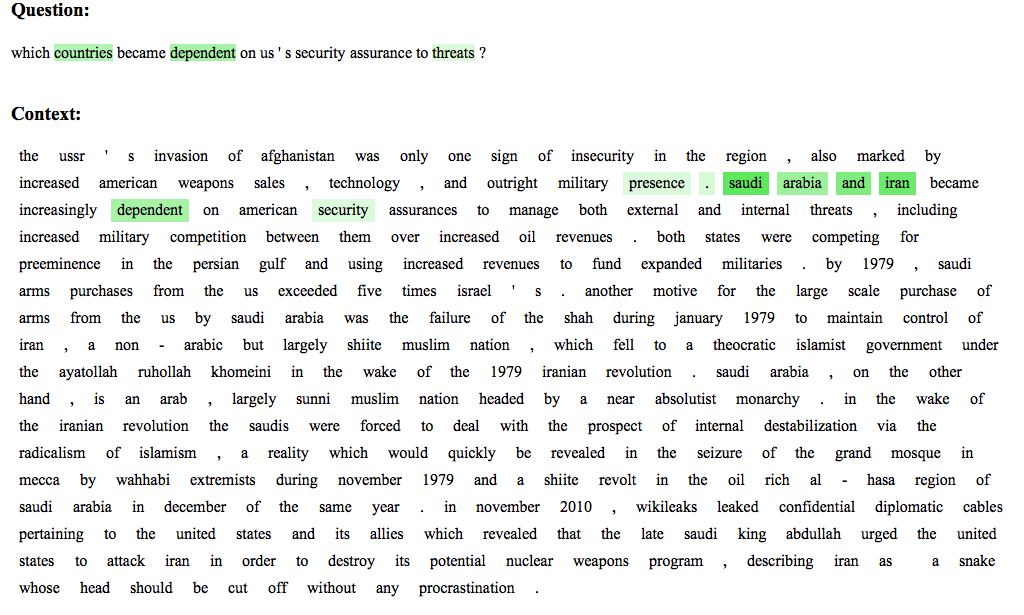 Question:
which countries became dependent on us ' s security assurance to threats ?
Context:
the ussr ' s invasion of afghanistan was only one sign of insecurity in the region , also marked by
increased american weapons sales , technology , and outright military presence . saudi arabia and iran became
increasingly dependent on american security assurances to manage both external and internal threats , including
increased military competition between them over increased oil revenues . both states were competing for
preeminence in the persian gulf and using increased revenues to fund expanded militaries . by 1979 , saudi
arms purchases from the us exceeded five times israel ' s . another motive for the large scale purchase of
arms from the us by saudi arabia was the failure of the shah during january 1979 to maintain control of
iran , a non - arabic but largely shiite muslim nation , which fell to a theocratic islamist government under
the ayatollah ruhollah khomeini in the wake of the 1979 iranian revolution . saudi arabia , on the other
hand , is an arab , largely sunni muslim nation headed by a near absolutist monarchy . in the wake of
the iranian revolution the saudis were forced to deal with the prospect of internal destabilization via the
radicalism of islamism , a reality which would quickly be revealed in the seizure of the grand mosque in
mecca by wahhabi extremists during november 1979 and a shiite revolt in the oil rich al - hasa region of
saudi arabia in december of the same year . in november 2010 , wikileaks leaked confidential diplomatic cables
pertaining to the united states and its allies which revealed that the late saudi king abdullah urged the united
states to attack iran in order to destroy its potential nuclear weapons program , describing iran as a snake
whose head should be cut off without any procrastination .